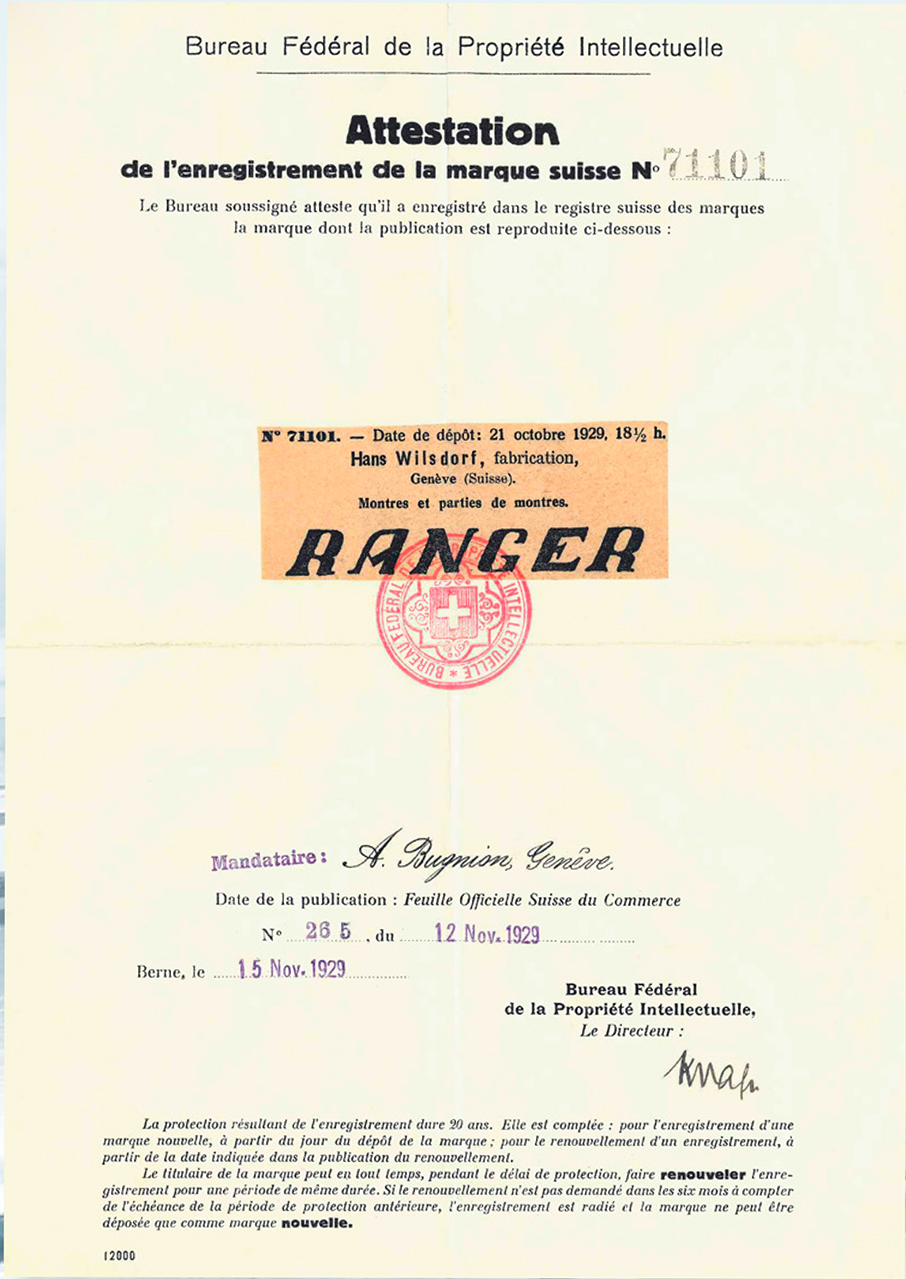 Bureau Fédéral de la Propriété Intellectuelle
Attestation
de l'enregistrement de la marque suisse No 71101
Le Bureau soussigné atteste qu'il a enregistré dans le registre suisse des marques
la marque dont la publication est reproduite ci-dessous :
No 71101. — Date de dépôt: 21 octobre 1929, 18½ h.
Hans Wilsdorf, fabrication,
Genève (Suisse).
Montres et parties de montres.
RANGER
BUREAU FÉDÉRAL DE LA PROPRIÉTÉ INTELLECTUELLE *
Mandataire: A. Bugnion, Genève.
Date de la publication : Feuille Officielle Suisse du Commerce
No 265, du 12 Nov. 1929
Berne, le 15 Nov. 1929
Bureau Fédéral
de la Propriété Intellectuelle,
Le Directeur :
La protection résultant de l'enregistrement dure 20 ans. Elle est comptée : pour l'enregistrement d'une
marque nouvelle, à partir du jour du dépôt de la marque ; pour le renouvellement d'un enregistrement, à
partir de la date indiquée dans la publication du renouvellement.
Le titulaire de la marque peut en tout temps, pendant le délai de protection, faire renouveler l'enre-
gistrement pour une période de même durée. Si le renouvellement n'est pas demandé dans les six mois à compter
de l'échéance de la période de protection antérieure, l'enregistrement est radié et la marque ne peut être
déposée que comme marque nouvelle.
12000